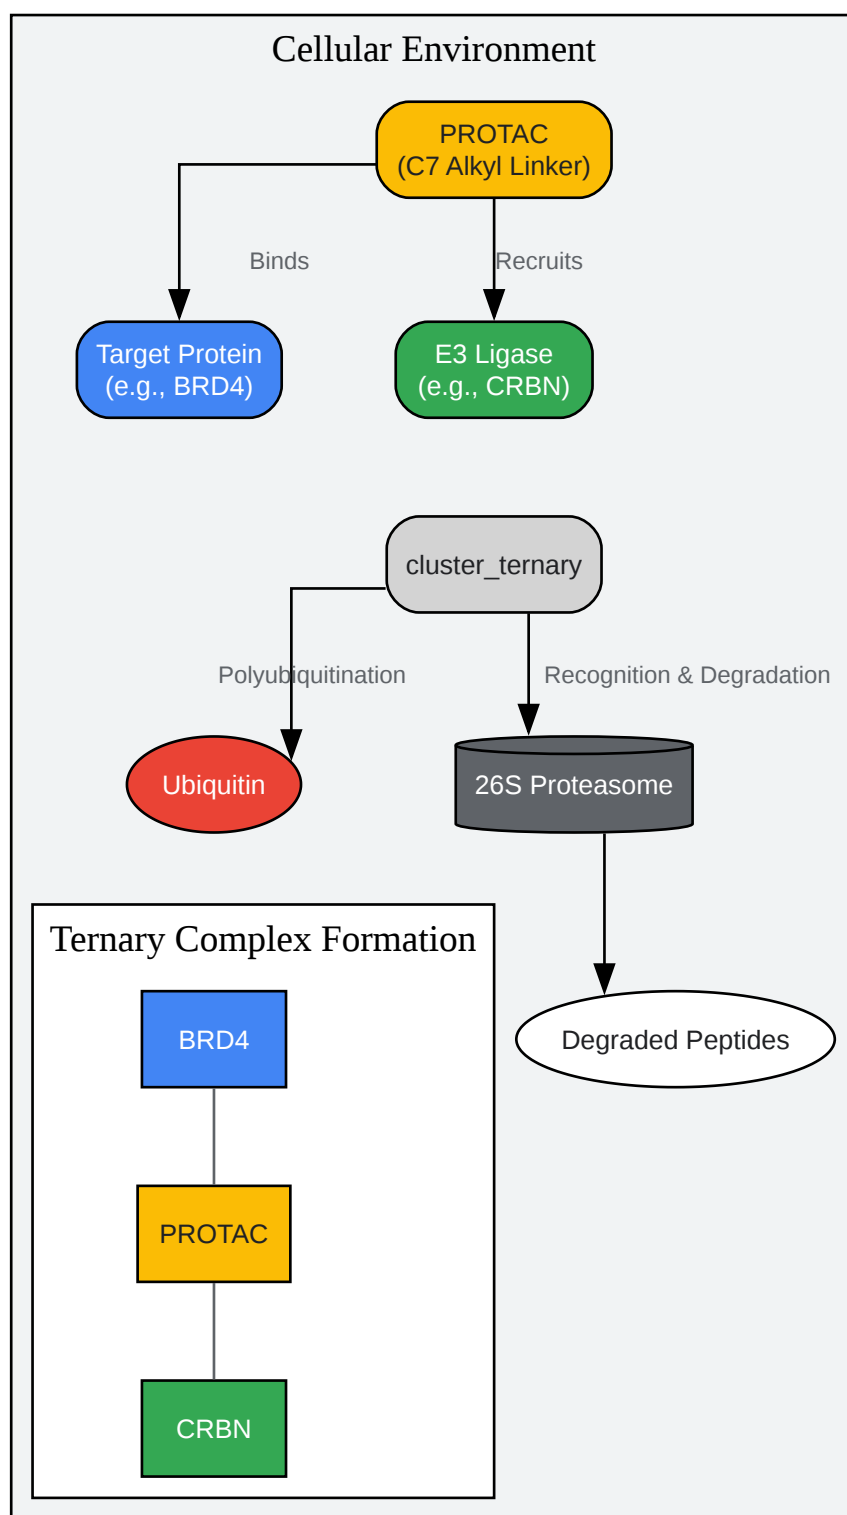 Cellular Environment
PROTAC
(C7 Alkyl Linker)
Binds
Recruits
Target Protein
(e.g., BRD4)
E3 Ligase
(e.g., CRBN)
cluster_ternary
Polyubiquitination
Recognition & Degradation
Ubiquitin
26S Proteasome
Ternary Complex Formation
BRD4
Degraded Peptides
PROTAC
CRBN